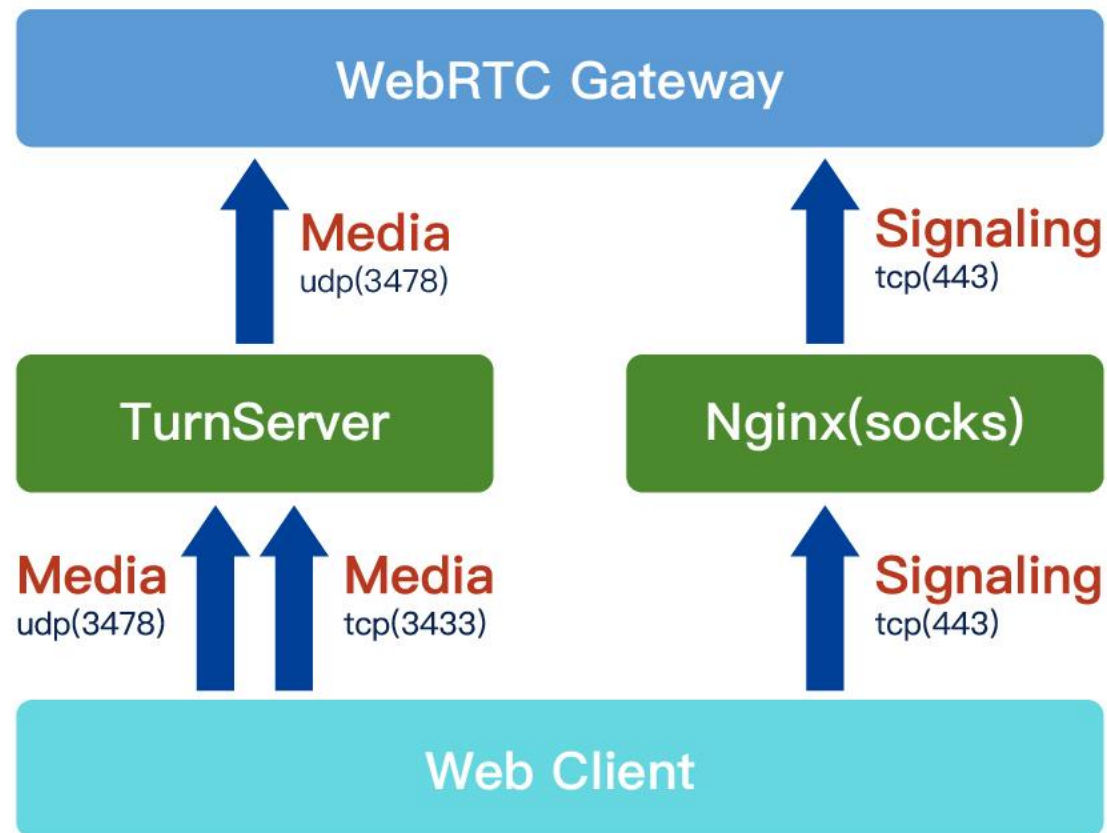 WebRTC Gateway
Media
udp(3478)
Signaling
tcp(443)
TurnServer
Nginx(socks)
Media
udp(3478)
Media
tcp(3433)
Signaling
tcp(443)
Web Client